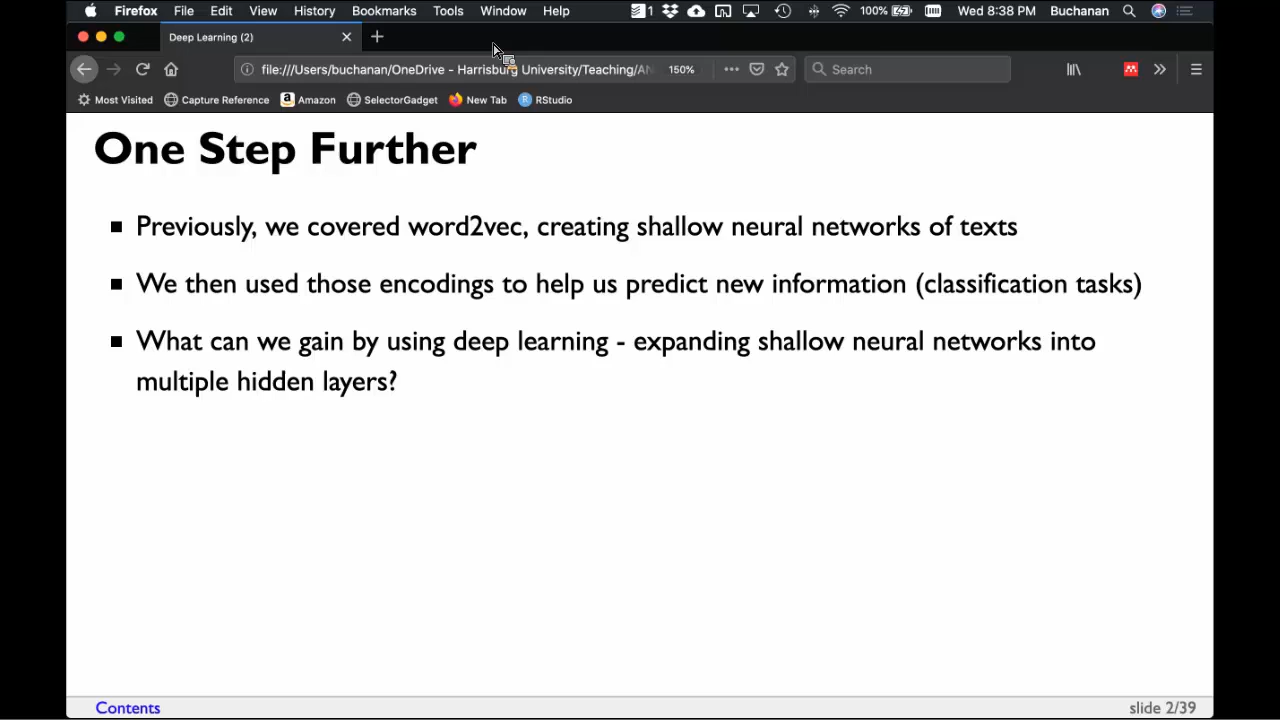 Firefox File Edit View History Bookmarks Tools Window Help 1 100% Wed 8:38 PM Buchanan
Deep Learning (2)
file:///Users/buchanan/OneDrive - Harrisburg University/Teaching/AN 150% Search
Most Visited Capture Reference Amazon SelectorGadget New Tab RStudio
One Step Further
Previously, we covered word2vec, creating shallow neural networks of texts
We then used those encodings to help us predict new information (classification tasks)
What can we gain by using deep learning - expanding shallow neural networks into
multiple hidden layers?
Contents slide 2/39